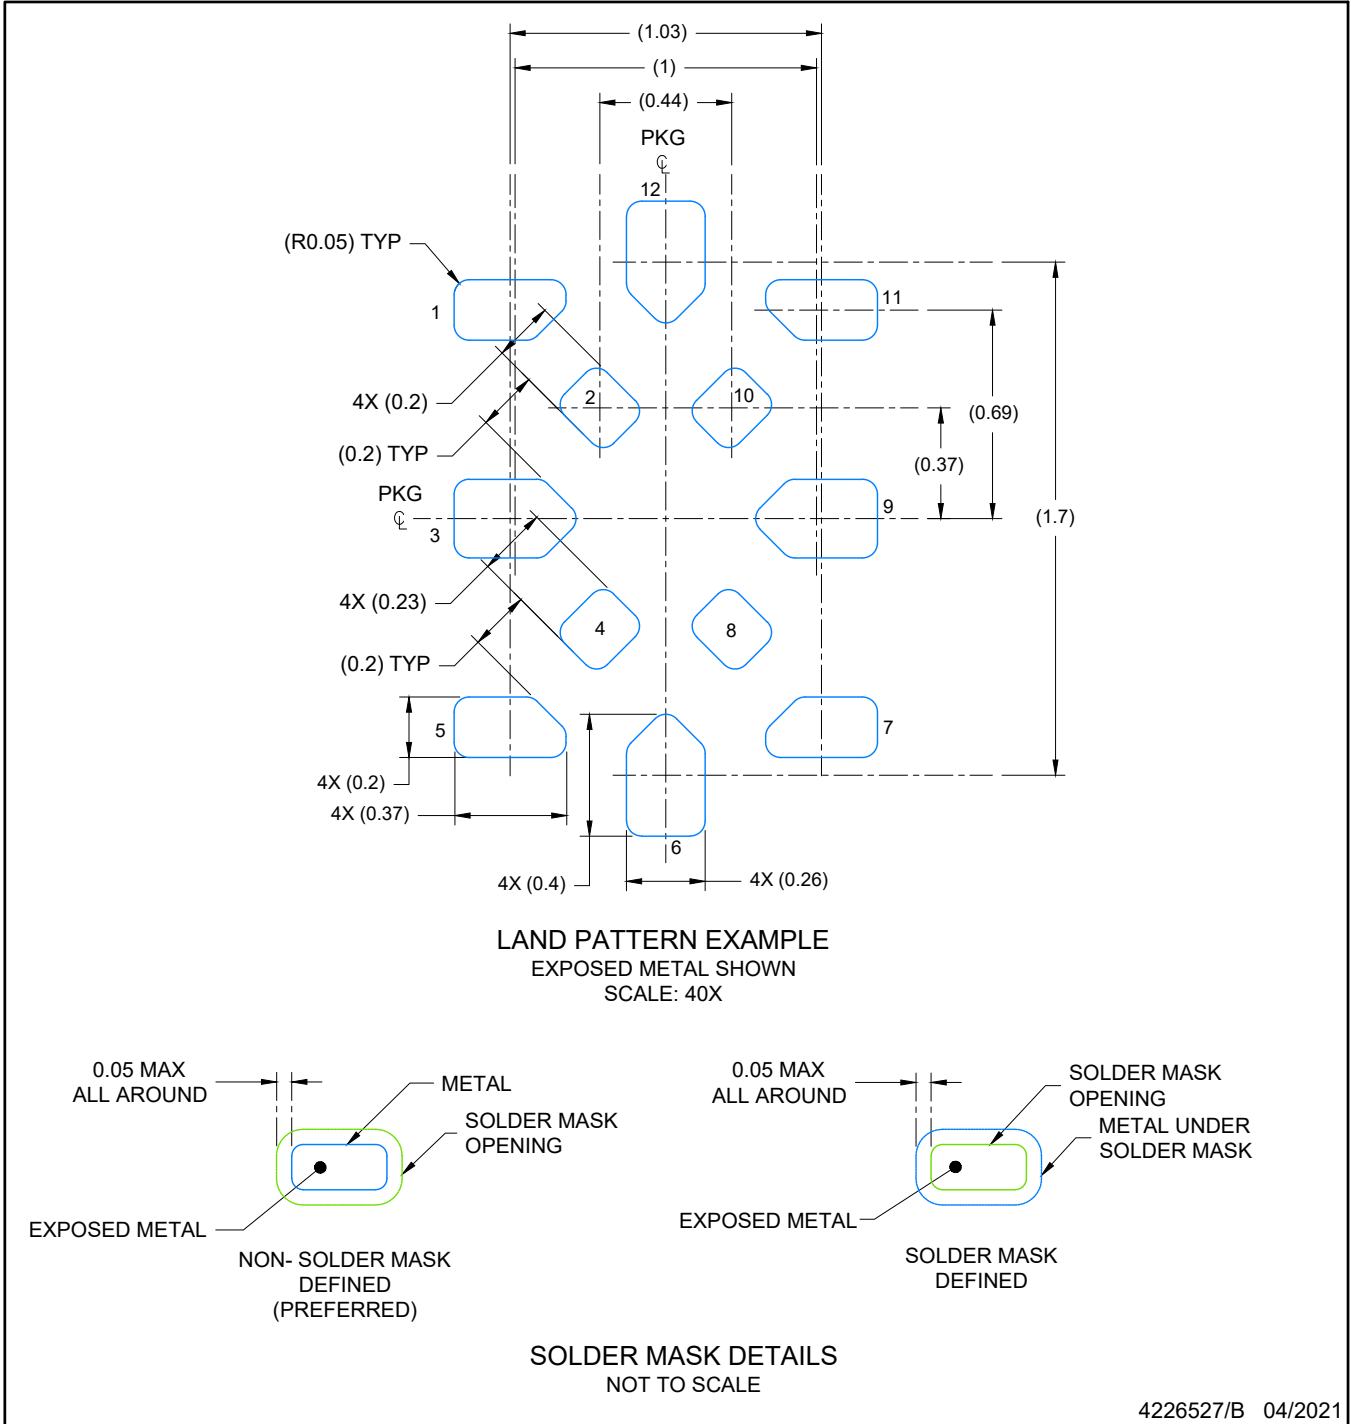 (1.03)
(1)
(0.44)
PKG
℄
12
(R0.05) TYP
1
11
4X (0.2)
2
10
(0.69)
(0.2) TYP
(0.37)
PKG
℄
3
9
(1.7)
4X (0.23)
4
8
(0.2) TYP
5
7
4X (0.2)
4X (0.37)
6
4X (0.4)
4X (0.26)
LAND PATTERN EXAMPLE
EXPOSED METAL SHOWN
SCALE: 40X
0.05 MAX
ALL AROUND
METAL
SOLDER MASK
OPENING
EXPOSED METAL
NON- SOLDER MASK
DEFINED
(PREFERRED)
0.05 MAX
ALL AROUND
SOLDER MASK
OPENING
METAL UNDER
SOLDER MASK
EXPOSED METAL
SOLDER MASK
DEFINED
SOLDER MASK DETAILS
NOT TO SCALE
4226527/B 04/2021